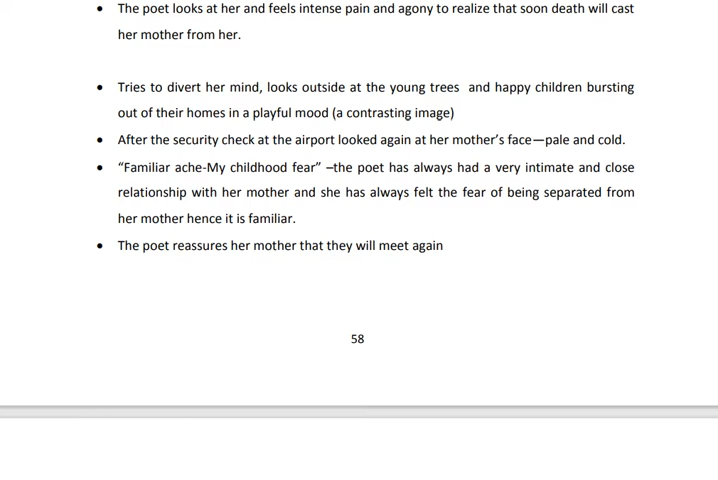 • The poet looks at her and feels intense pain and agony to realize that soon death will cast
her mother from her.
• Tries to divert her mind, looks outside at the young trees and happy children bursting
out of their homes in a playful mood (a contrasting image)
• After the security check at the airport looked again at her mother's face—pale and cold.
• “Familiar ache-My childhood fear” –the poet has always had a very intimate and close
relationship with her mother and she has always felt the fear of being separated from
her mother hence it is familiar.
• The poet reassures her mother that they will meet again
58